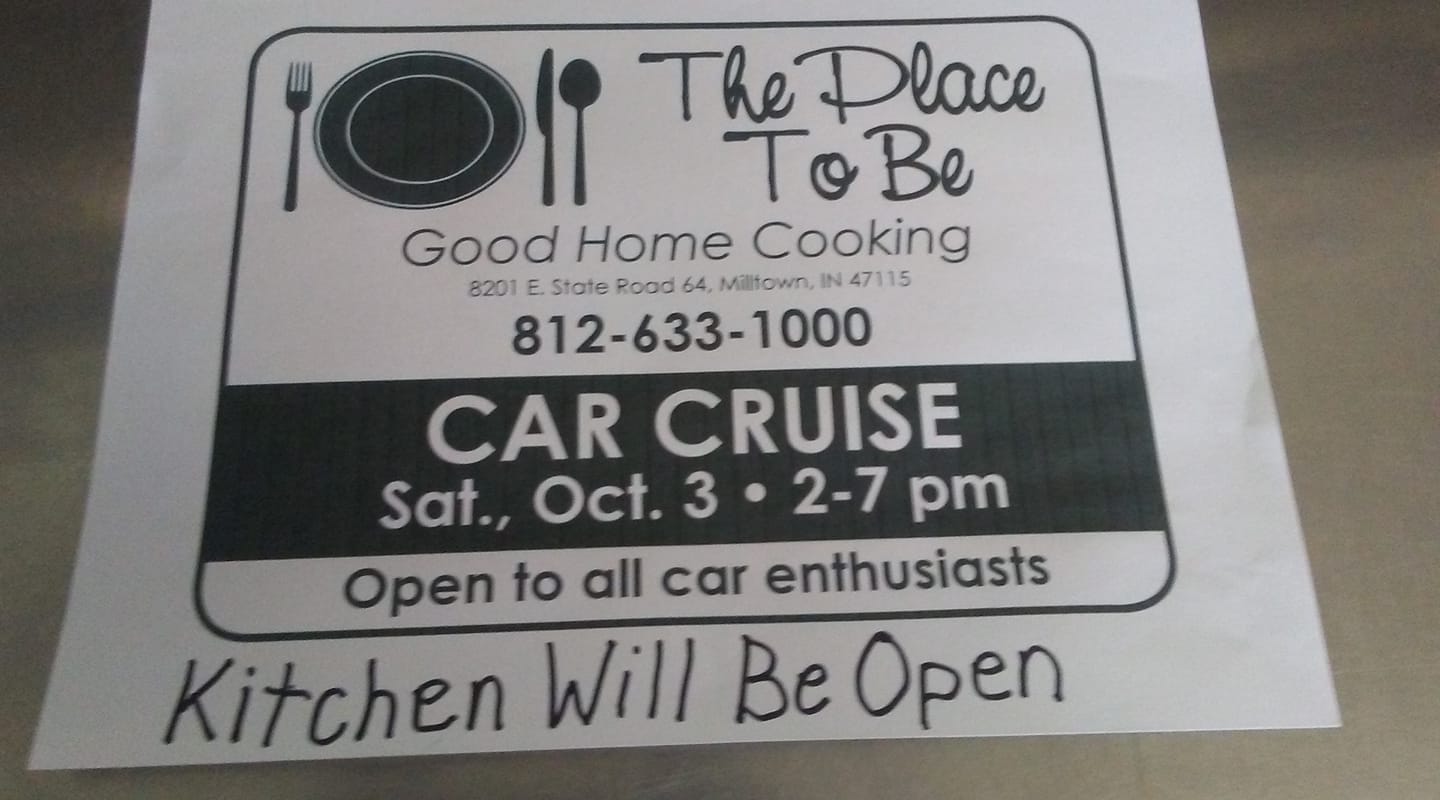 The Place
To Be
Good Home Cooking
8201 E. State Road 64, Milltown, IN 47115
812-633-1000
CAR CRUISE
Sat., Oct. 3 • 2-7 pm
Open to all car enthusiasts
Kitchen Will Be Open